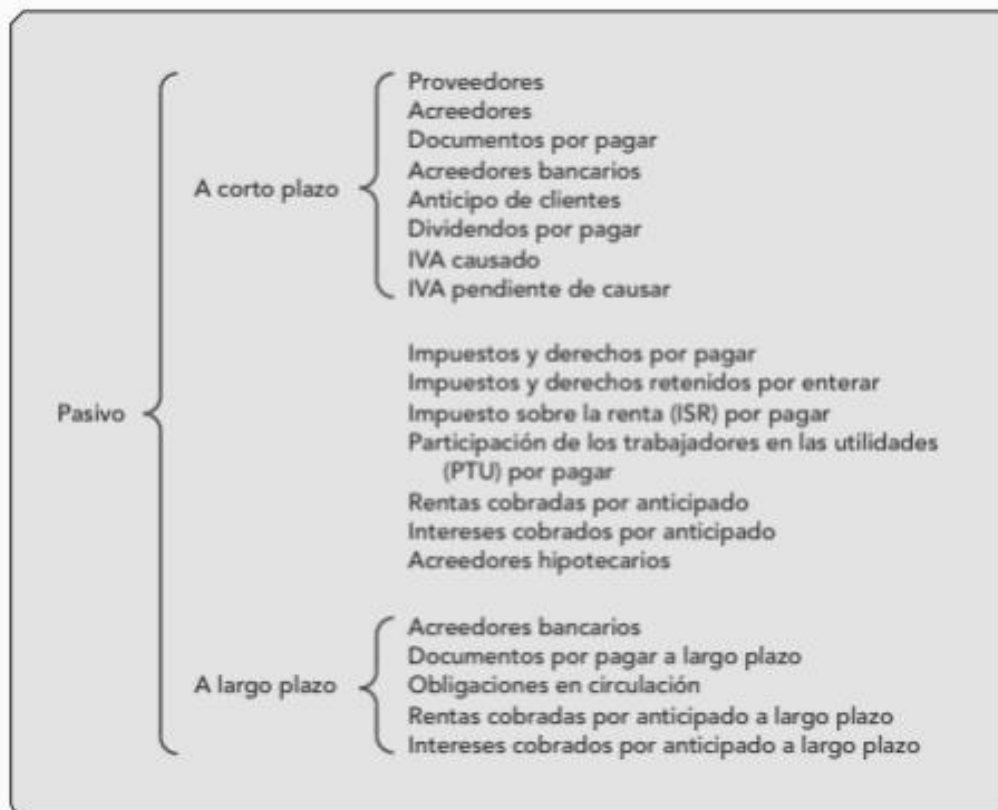 Pasivo
A corto plazo
Proveedores
Acreedores
Documentos por pagar
Acreedores bancarios
Anticipo de clientes
Dividendos por pagar
IVA causado
IVA pendiente de causar
Impuestos y derechos por pagar
Impuestos y derechos retenidos por enterar
Impuesto sobre la renta (ISR) por pagar
Participación de los trabajadores en las utilidades
(PTU) por pagar
Rentas cobradas por anticipado
Intereses cobrados por anticipado
Acreedores hipotecarios
A largo plazo
Acreedores bancarios
Documentos por pagar a largo plazo
Obligaciones en circulación
Rentas cobradas por anticipado a largo plazo
Intereses cobrados por anticipado a largo plazo